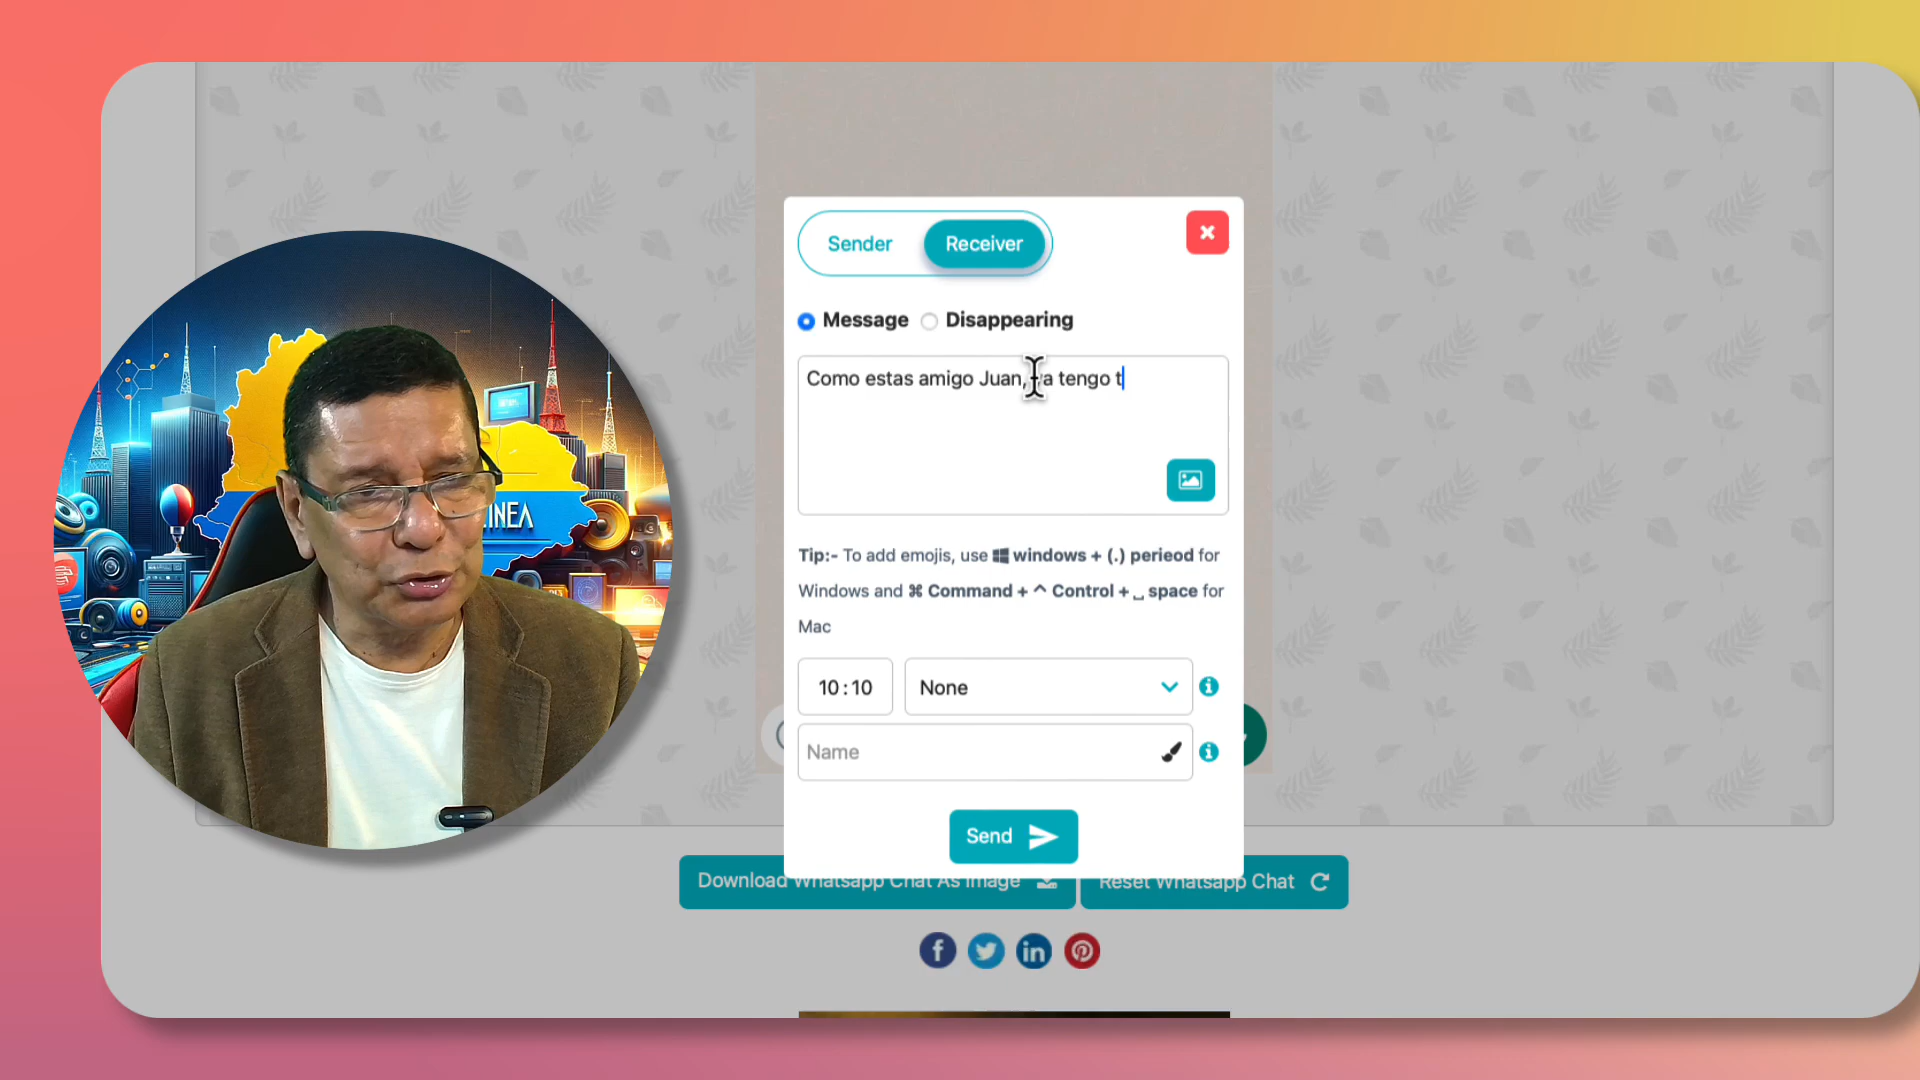 Sender
Receiver
Message
Disappearing
Como estas amigo Juan, ya tengo t
Tip:- To add emojis, use windows + (.) perieod for
Windows and ⌘ Command + ^ Control + ⎵ space for
Mac
10:10
None
Name
Send
Download Whatsapp Chat As Image
Reset Whatsapp Chat
INEA